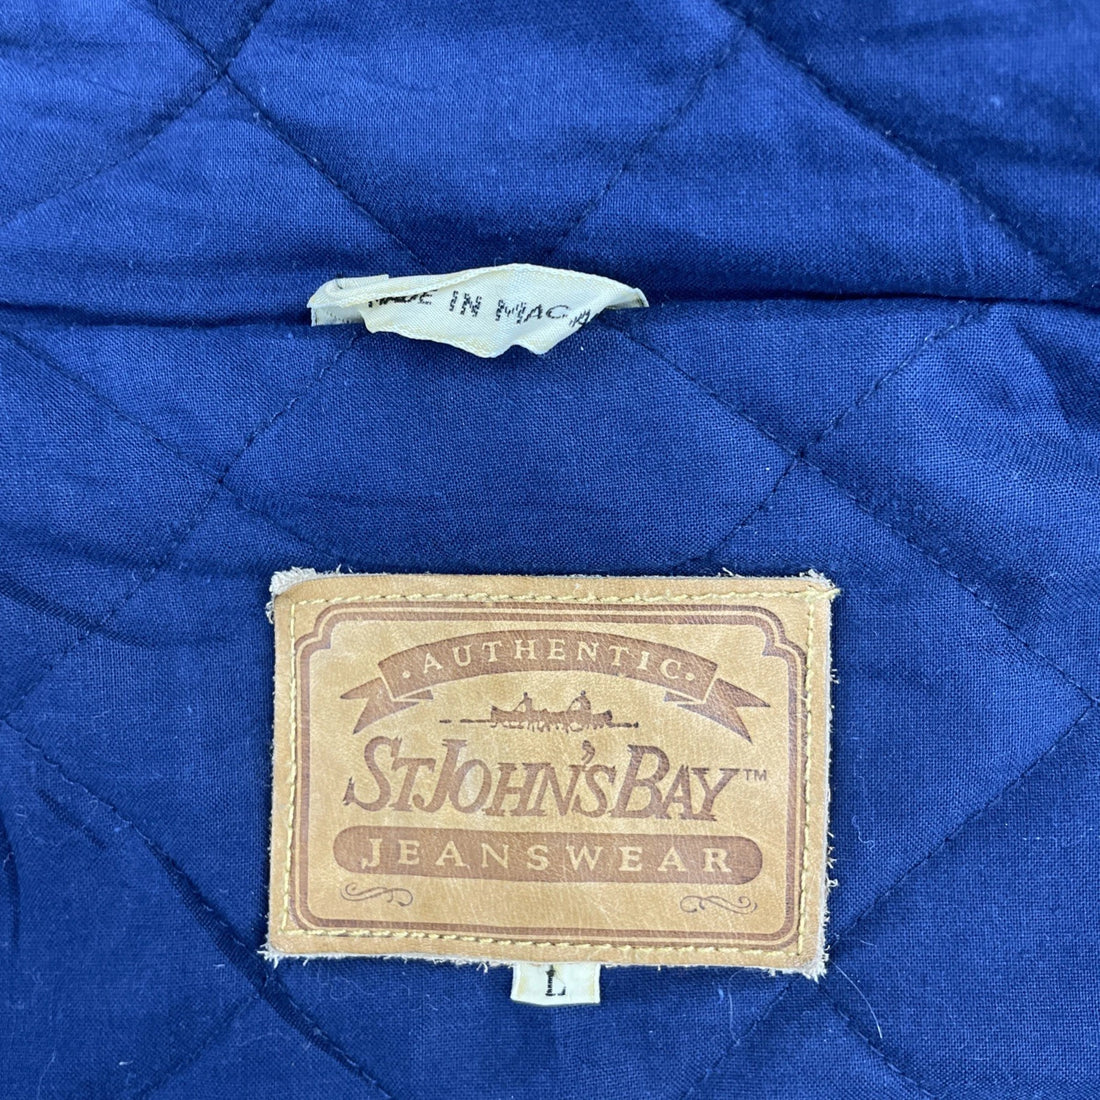 MADE IN MAC
· AUTHENTIC ·
ST JOHN'S BAY™
JEANSWEAR
L